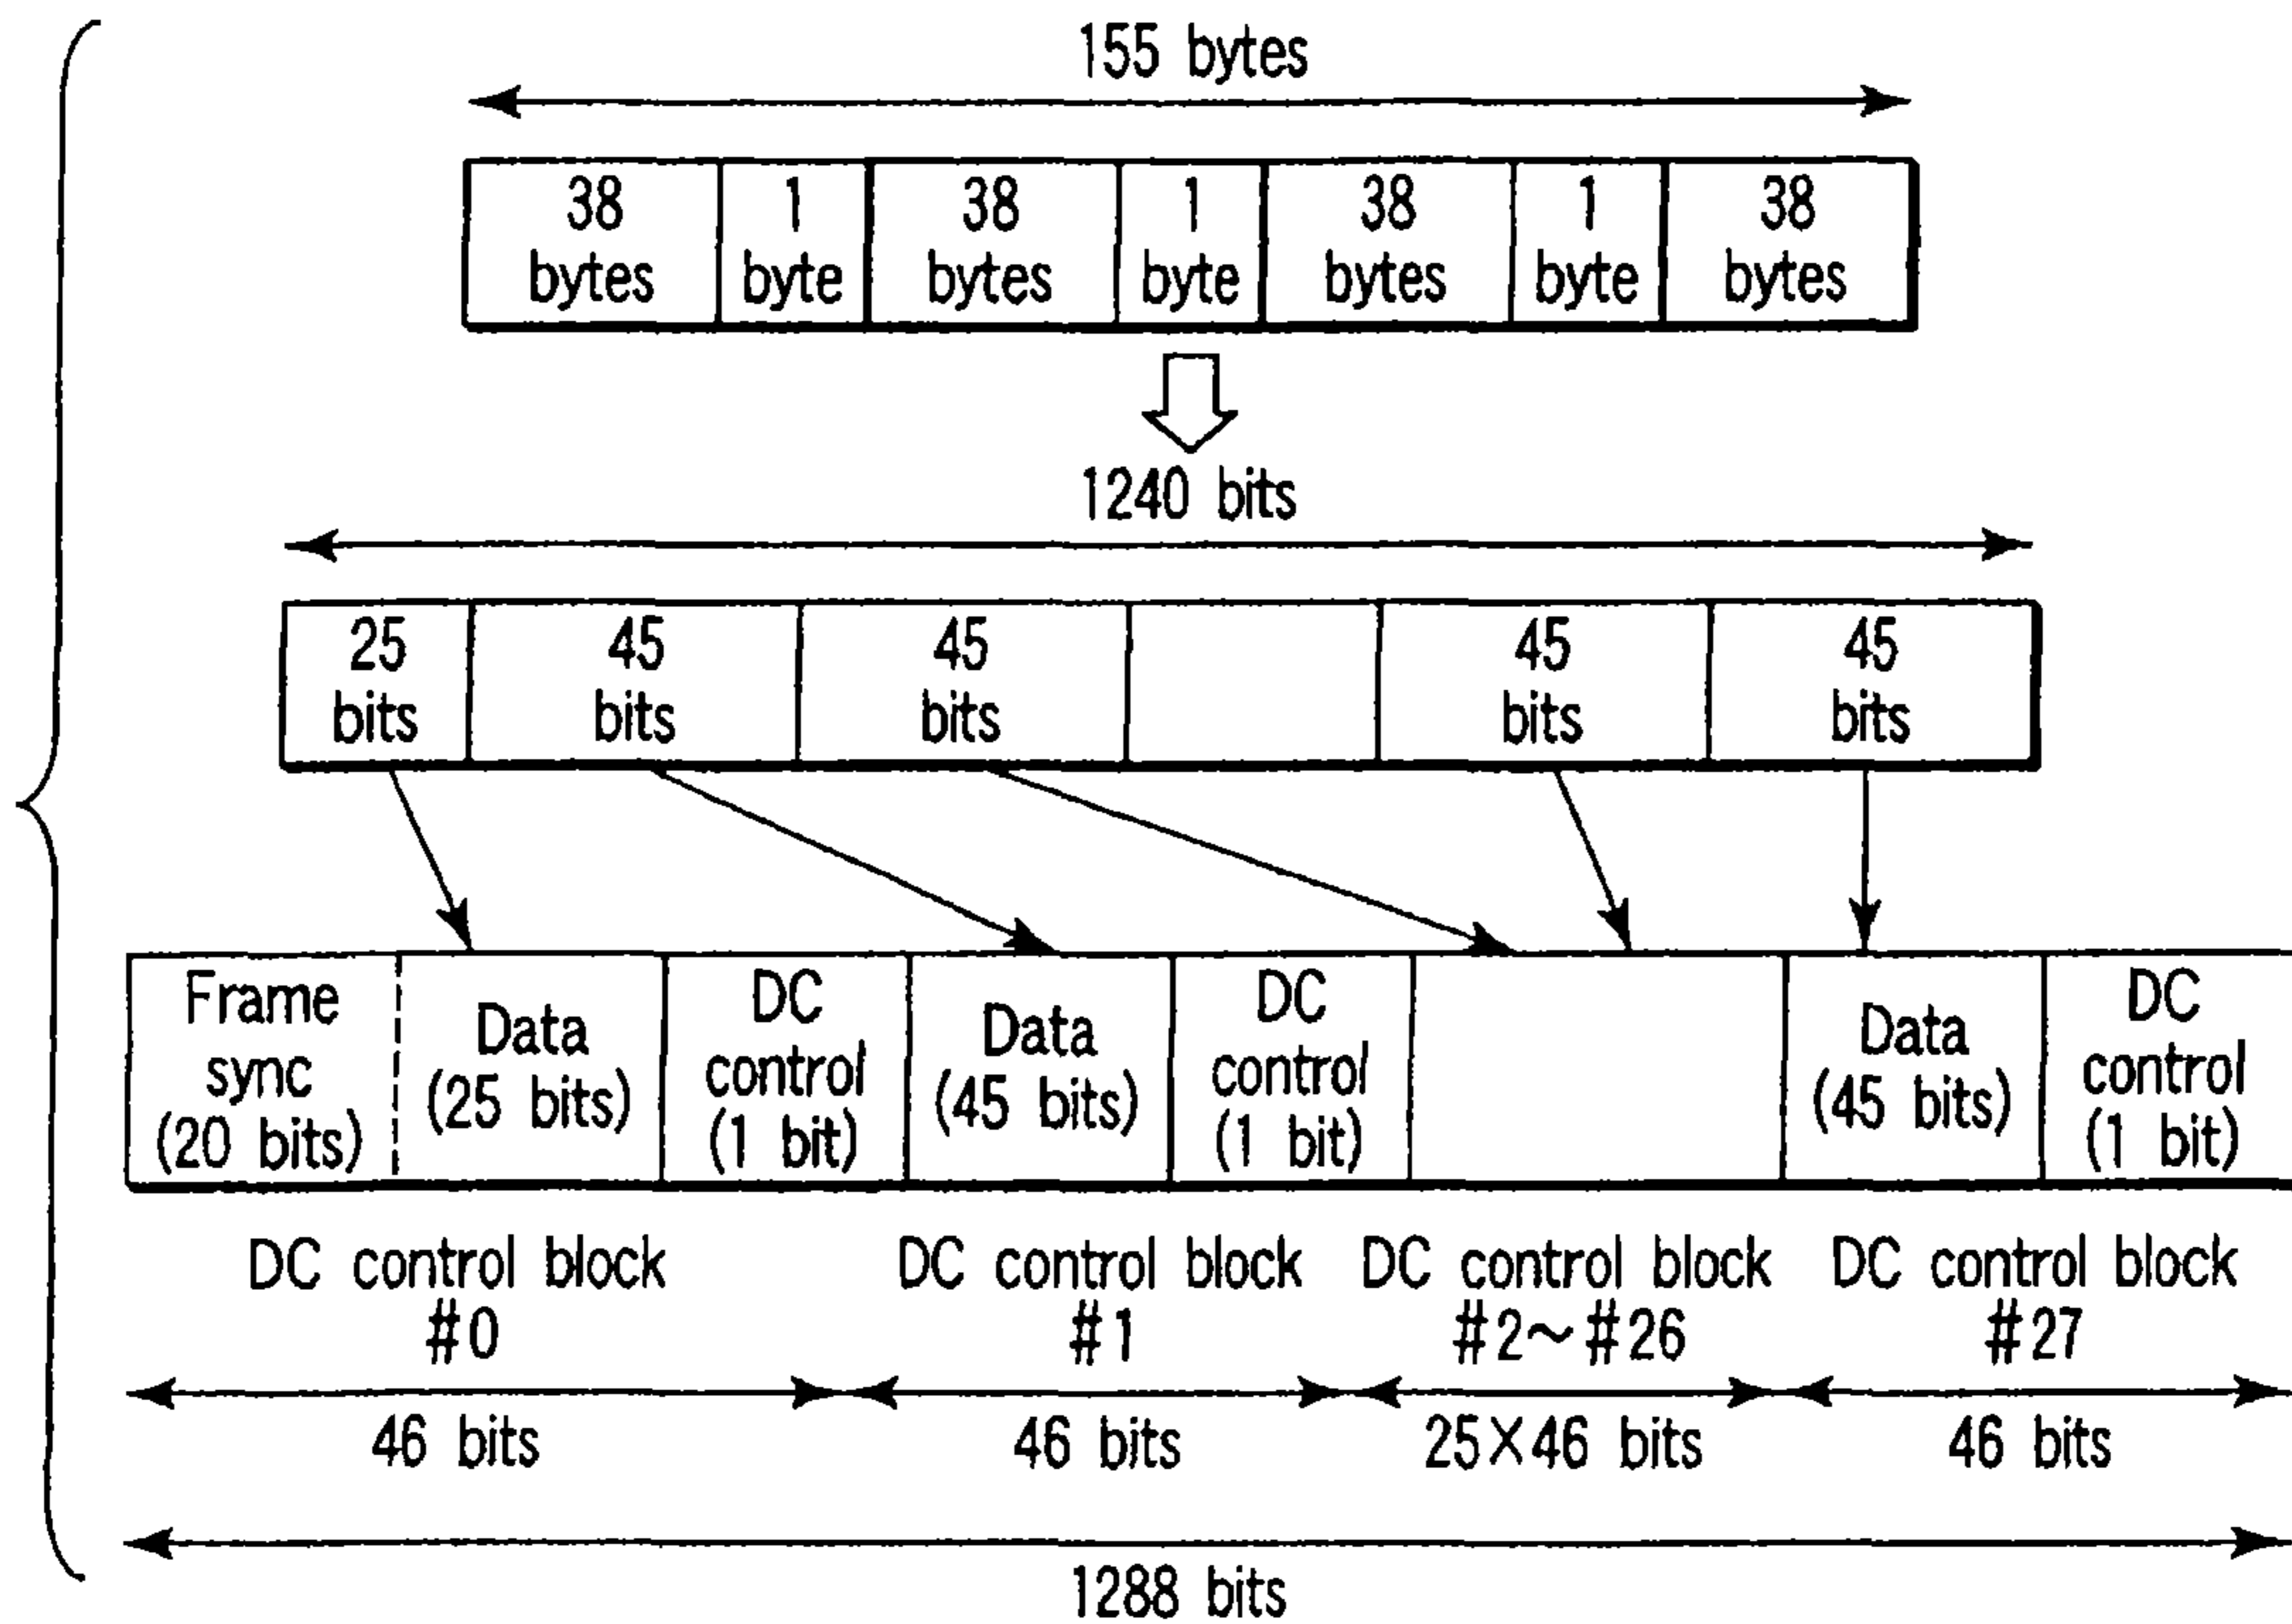 155 bytes
38 bytes
1 byte
38 bytes
1 byte
38 bytes
1 byte
38 bytes
1240 bits
25 bits
45 bits
45 bits
45 bits
45 bits
Frame sync (20 bits)
Data (25 bits)
DC control (1 bit)
Data (45 bits)
DC control (1 bit)
Data (45 bits)
DC control (1 bit)
DC control block #0
DC control block #1
DC control block #2~#26
DC control block #27
46 bits
46 bits
25×46 bits
46 bits
1288 bits